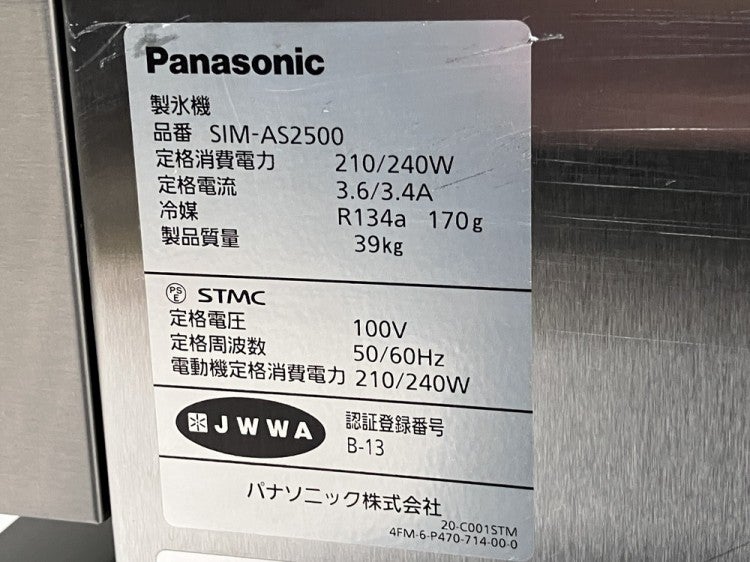 Panasonic
製氷機
品番 SIM-AS2500
定格消費電力 210/240W
定格電流 3.6/3.4A
冷媒 R134a 170g
製品質量 39kg
PSE STMC
定格電圧 100V
定格周波数 50/60Hz
電動機定格消費電力 210/240W
JWWA 認証登録番号
B-13
パナソニック株式会社
20-C001STM
4FM-6-P470-714-00-0